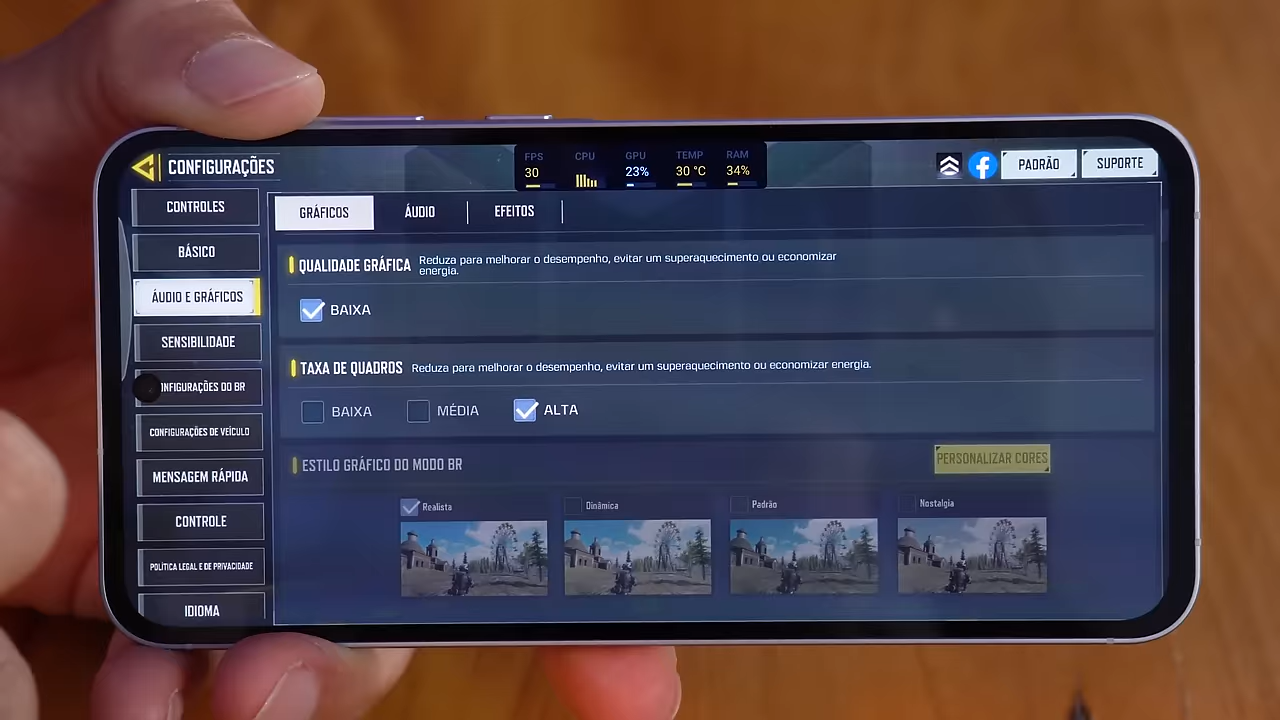 CONFIGURAÇÕES
FPS
30
CPU
GPU
23%
TEMP
30 °C
RAM
34%
PADRÃO
SUPORTE
CONTROLES
BÁSICO
ÁUDIO E GRÁFICOS
SENSIBILIDADE
ONFIGURAÇÕES DO BR
CONFIGURAÇÕES DE VEÍCULO
MENSAGEM RÁPIDA
CONTROLE
POLÍTICA LEGAL E DE PRIVACIDADE
IDIOMA
GRÁFICOS
ÁUDIO
EFEITOS
QUALIDADE GRÁFICA
Reduza para melhorar o desempenho, evitar um superaquecimento ou economizar
energia.
BAIXA
TAXA DE QUADROS
Reduza para melhorar o desempenho, evitar um superaquecimento ou economizar energia.
BAIXA
MÉDIA
ALTA
ESTILO GRÁFICO DO MODO BR
PERSONALIZAR CORES
Realista
Dinâmica
Padrão
Nostalgia